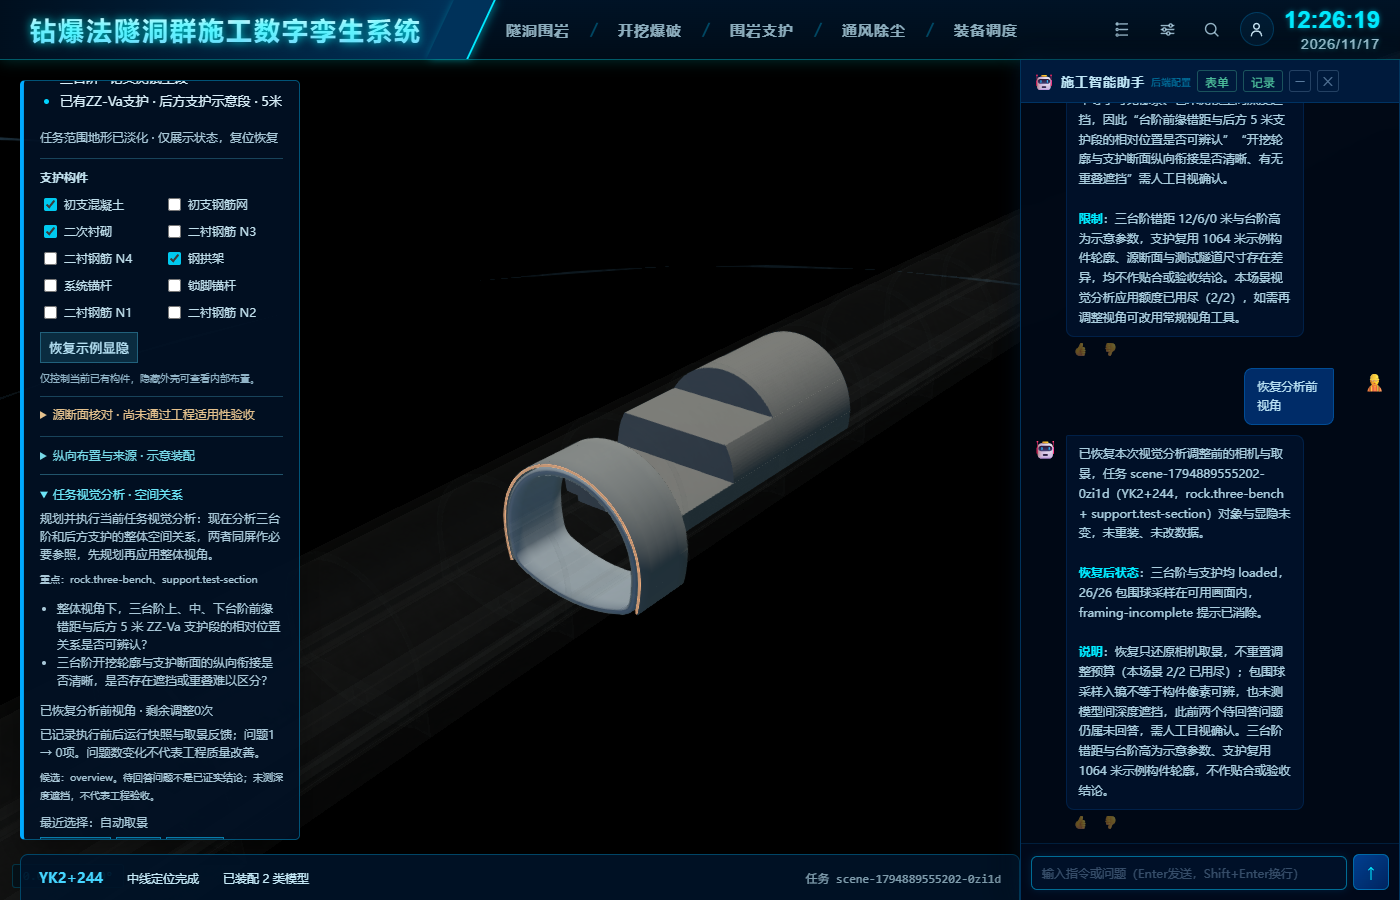 钻爆法隧洞群施工数字孪生系统
隧洞围岩 / 开挖爆破 / 围岩支护 / 通风除尘 / 装备调度
12:26:19
2026/11/17
已有ZZ-Va支护 · 后方支护示意段 · 5米
任务范围地形已淡化 · 仅展示状态，复位恢复
支护构件
初支混凝土 初支钢筋网
二次衬砌 二衬钢筋 N3
二衬钢筋 N4 钢拱架
系统锚杆 锁脚锚杆
二衬钢筋 N1 二衬钢筋 N2
恢复示例显隐
仅控制当前已有构件，隐藏外壳可查看内部布置。
源断面核对 · 尚未通过工程适用性验收
纵向布置与来源 · 示意装配
任务视觉分析 · 空间关系
规划并执行当前任务视觉分析：现在分析三台
阶和后方支护的整体空间关系，两者同屏作必
要参照，先规划再应用整体视角。
重点：rock.three-bench、support.test-section
整体视角下，三台阶上、中、下台阶前缘
错距与后方 5 米 ZZ-Va 支护段的相对位置
关系是否可辨认？
三台阶开挖轮廓与支护断面的纵向衔接是
否清晰，是否存在遮挡或重叠难以区分？
已恢复分析前视角 · 剩余调整0次
已记录执行前后运行快照与取景反馈；问题1
→ 0项。问题数变化不代表工程质量改善。
候选：overview。待回答问题不是已证实结论；未测深
度遮挡，不代表工程验收。
最近选择：自动取景
YK2+244 中线定位完成 已装配 2 类模型
任务 scene-1794889555202-0zi1d
施工智能助手 后端配置 表单 记录
挡，因此“台阶前缘错距与后方 5 米支
护段的相对位置是否可辨认”“开挖轮
廓与支护断面纵向衔接是否清晰、有无
重叠遮挡”需人工目视确认。
限制：三台阶错距 12/6/0 米与台阶高
为示意参数，支护复用 1064 米示例构
件轮廓、源断面与测试隧道尺寸存在差
异，均不作贴合或验收结论。本场景视
觉分析应用额度已用尽（2/2），如需再
调整视角可改用常规视角工具。
恢复分析前
视角
已恢复本次视觉分析调整前的相机与取
景，任务 scene-1794889555202-
0zi1d（YK2+244，rock.three-bench
+ support.test-section）对象与显隐未
变，未重装、未改数据。
恢复后状态：三台阶与支护均 loaded，
26/26 包围球采样在可用画面内，
framing-incomplete 提示已消除。
说明：恢复只还原相机取景，不重置调
整预算（本场景 2/2 已用尽）；包围球
采样入镜不等于构件像素可辨，也未测
模型间深度遮挡，此前两个待回答问题
仍属未回答，需人工目视确认。三台阶
错距与台阶高为示意参数、支护复用
1064 米示例构件轮廓，不作贴合或验收
结论。
输入指令或问题（Enter发送，Shift+Enter换行）